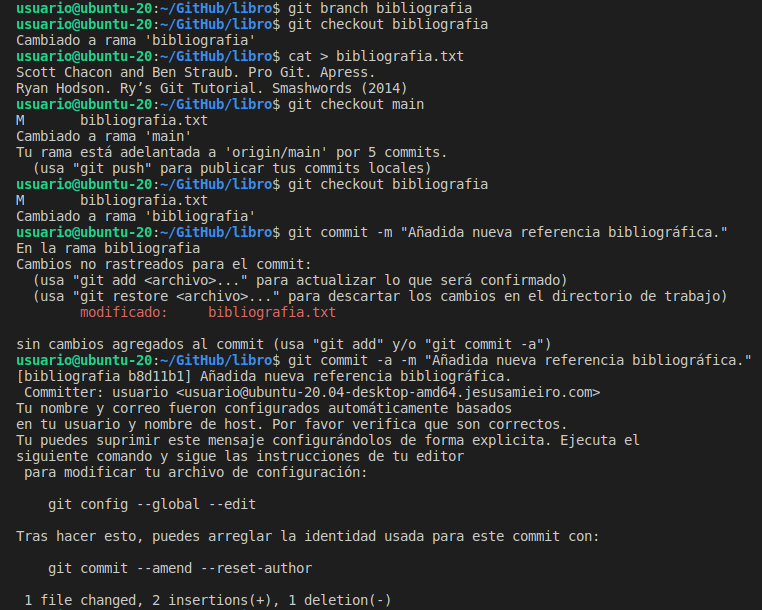 usuario@ubuntu-20:~/GitHub/libro$ git branch bibliografia
usuario@ubuntu-20:~/GitHub/libro$ git checkout bibliografia
Cambiado a rama 'bibliografia'
usuario@ubuntu-20:~/GitHub/libro$ cat > bibliografia.txt
Scott Chacon and Ben Straub. Pro Git. Apress.
Ryan Hodson. Ry’s Git Tutorial. Smashwords (2014)
usuario@ubuntu-20:~/GitHub/libro$ git checkout main
M       bibliografia.txt
Cambiado a rama 'main'
Tu rama está adelantada a 'origin/main' por 5 commits.
  (usa "git push" para publicar tus commits locales)
usuario@ubuntu-20:~/GitHub/libro$ git checkout bibliografia
M       bibliografia.txt
Cambiado a rama 'bibliografia'
usuario@ubuntu-20:~/GitHub/libro$ git commit -m "Añadida nueva referencia bibliográfica."
En la rama bibliografia
Cambios no rastreados para el commit:
  (usa "git add <archivo>..." para actualizar lo que será confirmado)
  (usa "git restore <archivo>..." para descartar los cambios en el directorio de trabajo)
        modificado:     bibliografia.txt

sin cambios agregados al commit (usa "git add" y/o "git commit -a")
usuario@ubuntu-20:~/GitHub/libro$ git commit -a -m "Añadida nueva referencia bibliográfica."
[bibliografia b8d11b1] Añadida nueva referencia bibliográfica.
 Committer: usuario <usuario@ubuntu-20.04-desktop-amd64.jesusamieiro.com>
Tu nombre y correo fueron configurados automáticamente basados
en tu usuario y nombre de host. Por favor verifica que son correctos.
Tu puedes suprimir este mensaje configurándolos de forma explicita. Ejecuta el
siguiente comando y sigue las instrucciones de tu editor
 para modificar tu archivo de configuración:

    git config --global --edit

Tras hacer esto, puedes arreglar la identidad usada para este commit con:

    git commit --amend --reset-author

 1 file changed, 2 insertions(+), 1 deletion(-)